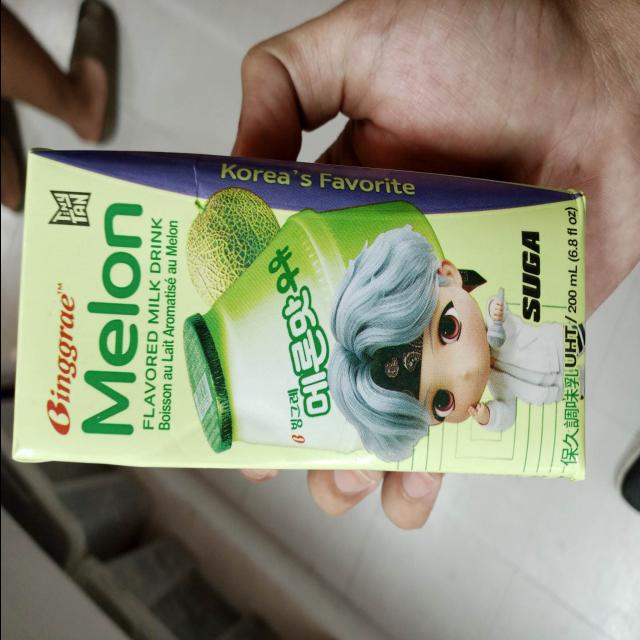 Korea's Favorite
TinyTAN
Binggrae™
Melon
FLAVORED MILK DRINK
Boisson au Lait Aromatisé au Melon
메론맛우유
빙그레
SUGA
保久調味乳 UHT / 200 mL (6.8 fl oz)